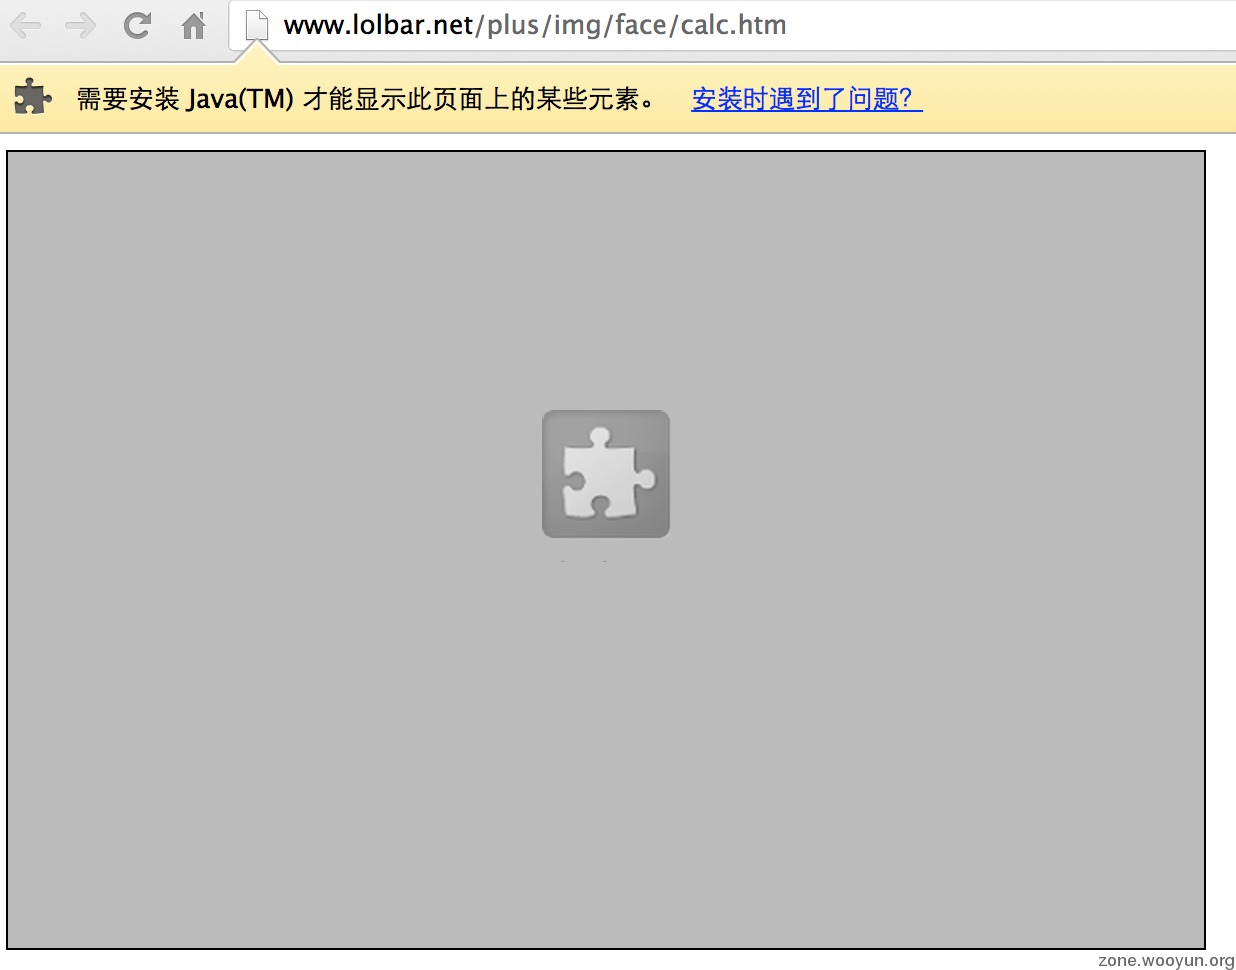 www.lolbar.net/plus/img/face/calc.htm
需要安装 Java(TM) 才能显示此页面上的某些元素。 安装时遇到了问题？
zone.wooyun.org